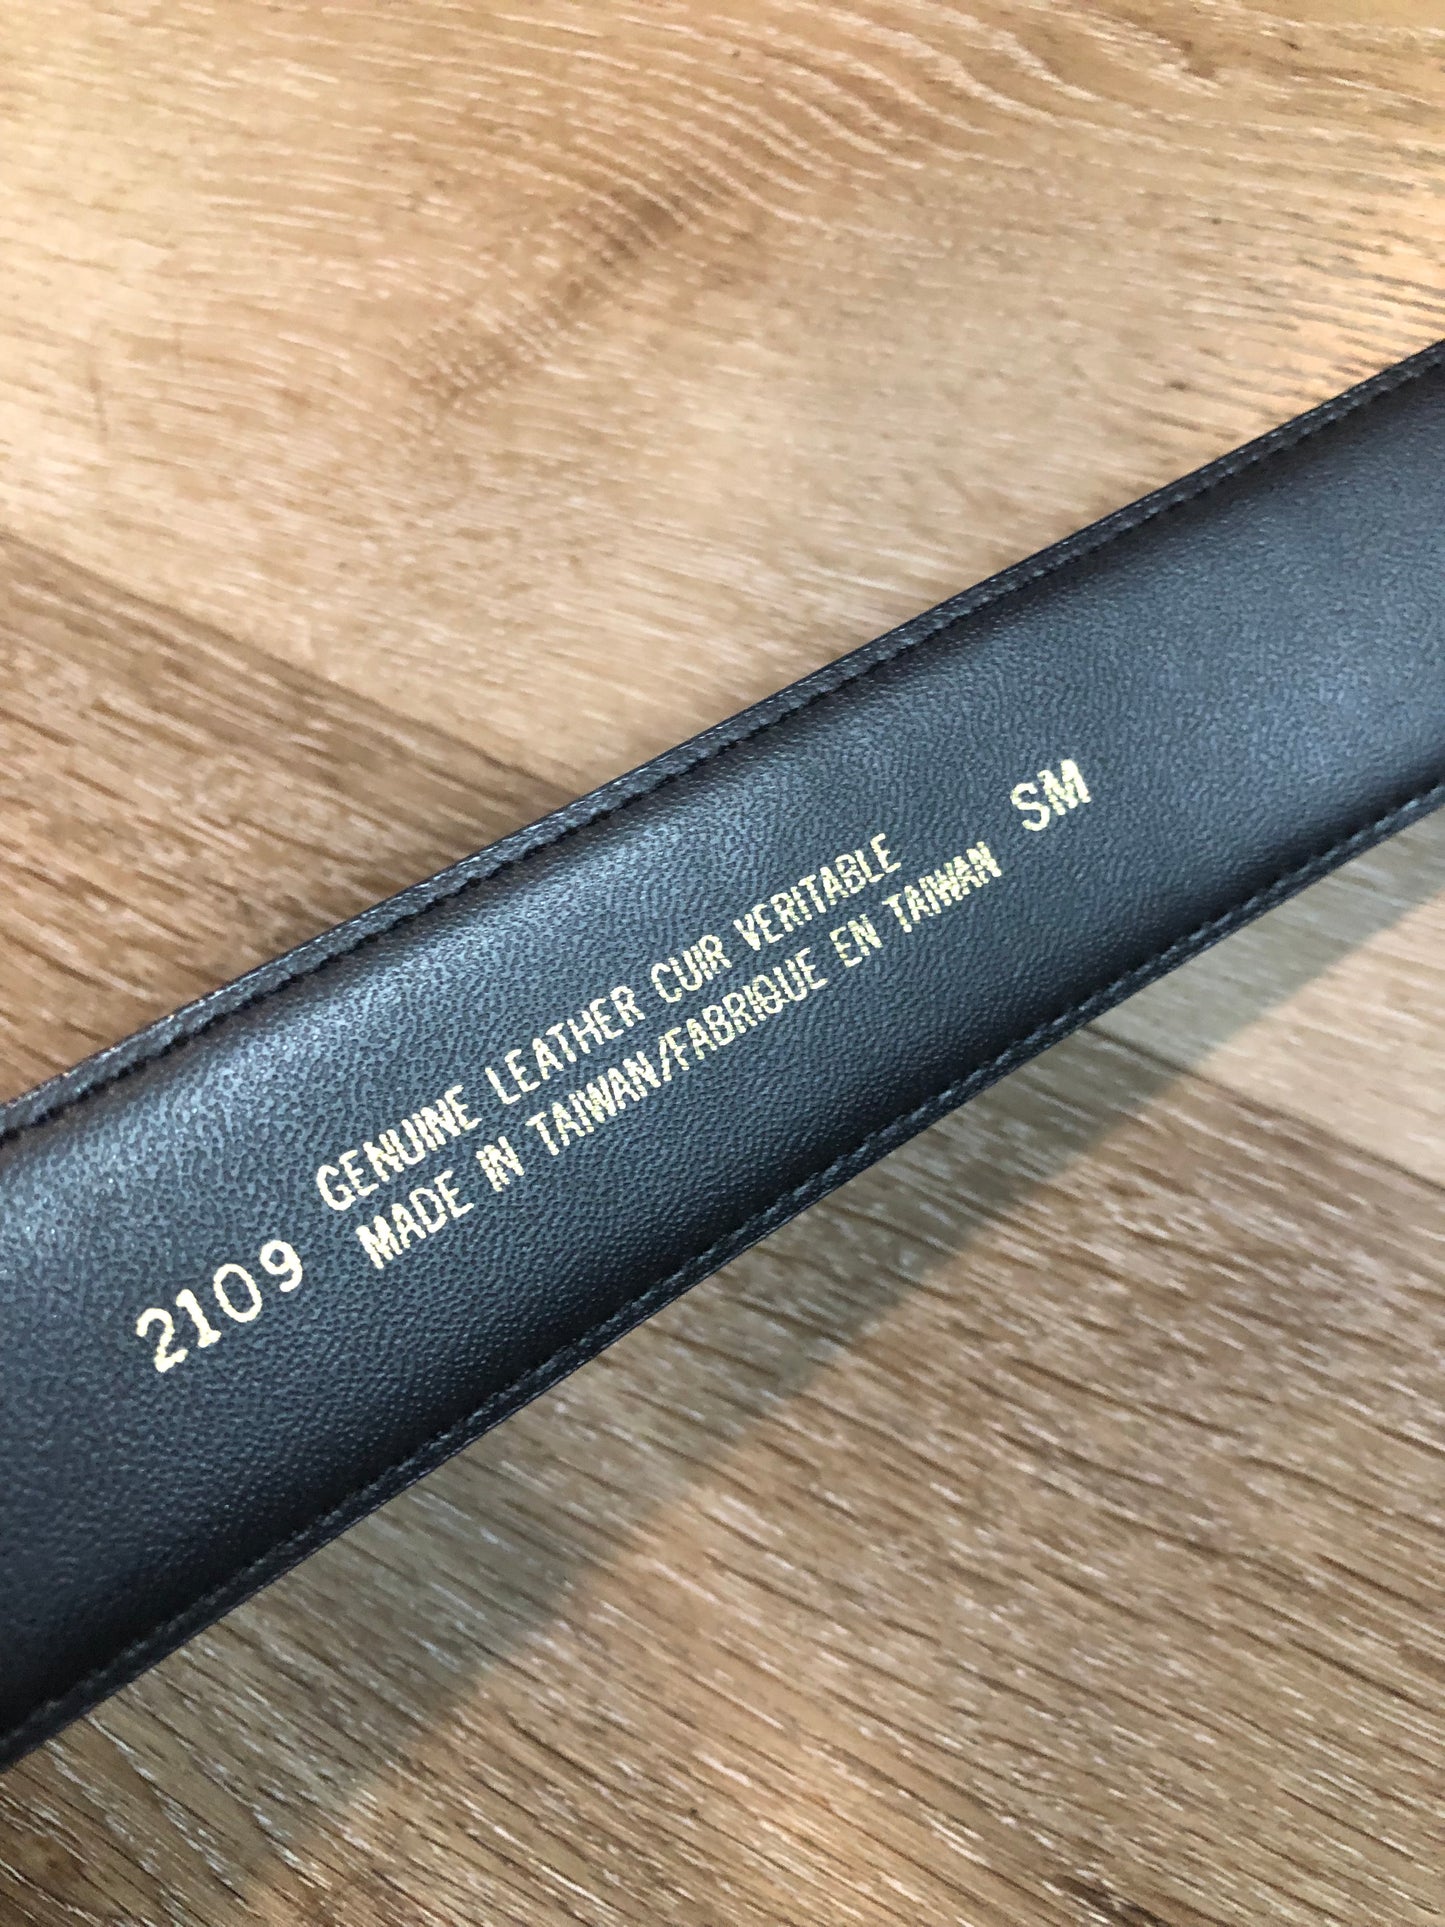 2109
GENUINE LEATHER CUIR VERITABLE
MADE IN TAIWAN/FABRIQUE EN TAIWAN
SM